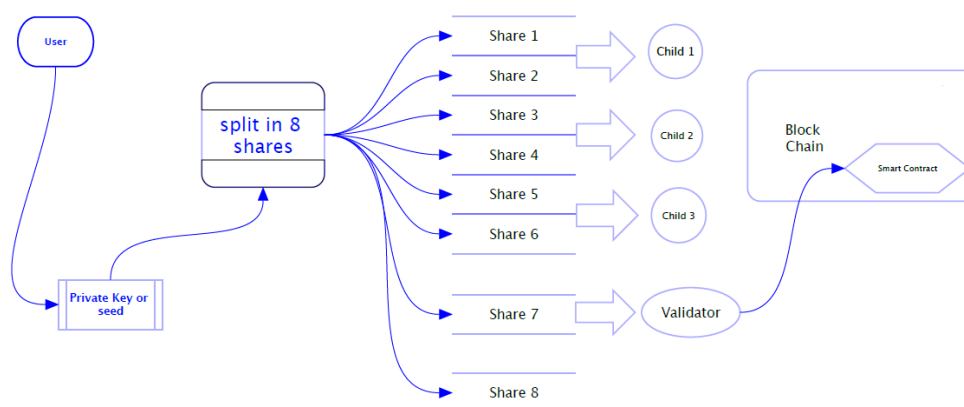 User
Private Key or
seed
split in 8
shares
Share 1
Share 2
Share 3
Share 4
Share 5
Share 6
Share 7
Share 8
Child 1
Child 2
Child 3
Validator
Block
Chain
Smart Contract